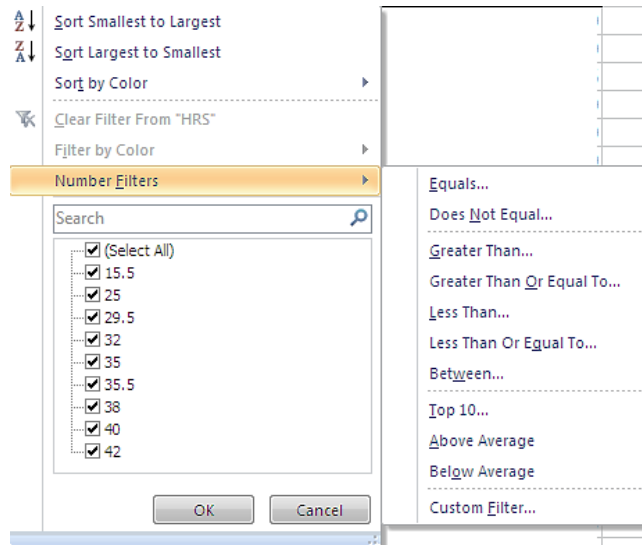 Sort Smallest to Largest
Sort Largest to Smallest
Sort by Color
Clear Filter From "HRS"
Filter by Color
Number Filters
Search
(Select All)
15.5
25
29.5
32
35
35.5
38
40
42
OK Cancel
Equals...
Does Not Equal...
Greater Than...
Greater Than Or Equal To...
Less Than...
Less Than Or Equal To...
Between...
Top 10...
Above Average
Below Average
Custom Filter...